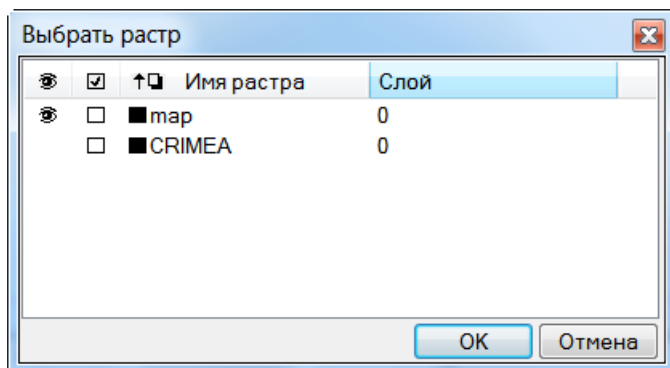 Выбрать растр
Имя растра Слой
map 0
CRIMEA 0
OK Отмена